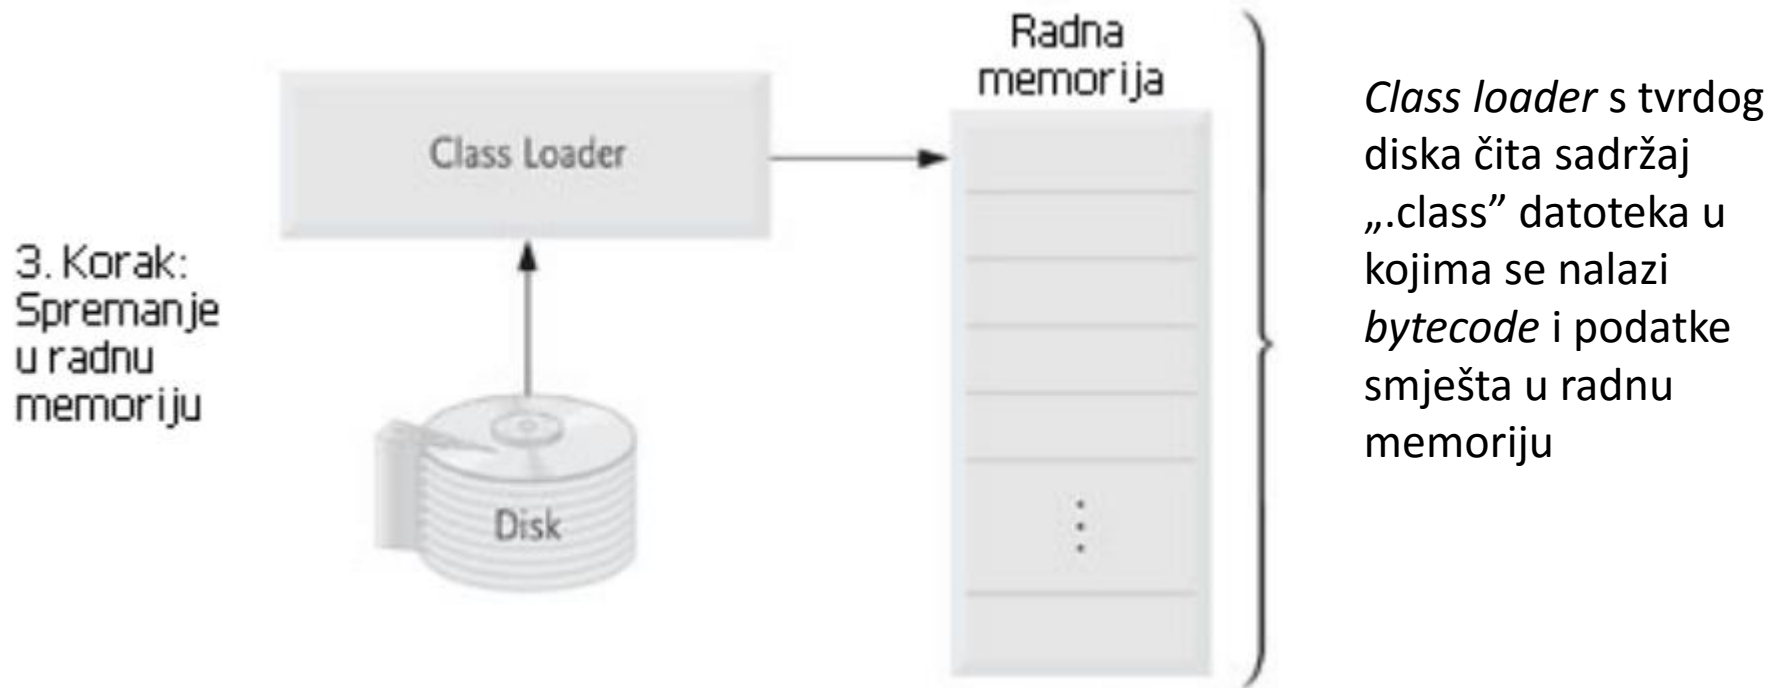 3. Korak:
Spremanje
u radnu
memoriju
Class Loader
Disk
Radna
memorija
Class loader s tvrdog
diska čita sadržaj
„.class” datoteka u
kojima se nalazi
bytecode i podatke
smješta u radnu
memoriju